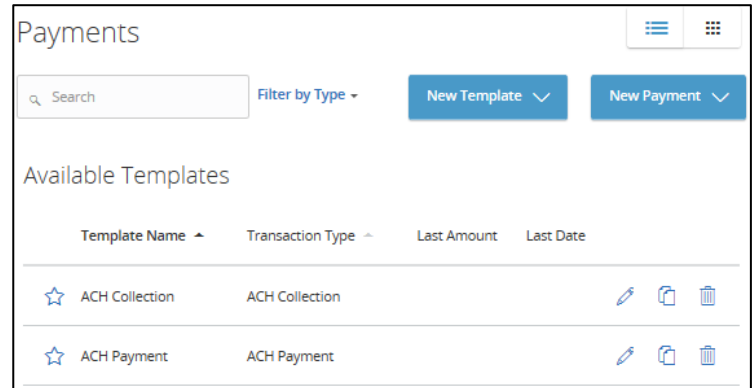 Payments
Search Filter by Type New Template New Payment
Available Templates
Template Name Transaction Type Last Amount Last Date
ACH Collection ACH Collection
ACH Payment ACH Payment